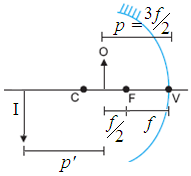 p = 3f/2
O
C F V
I
f/2 f
p'